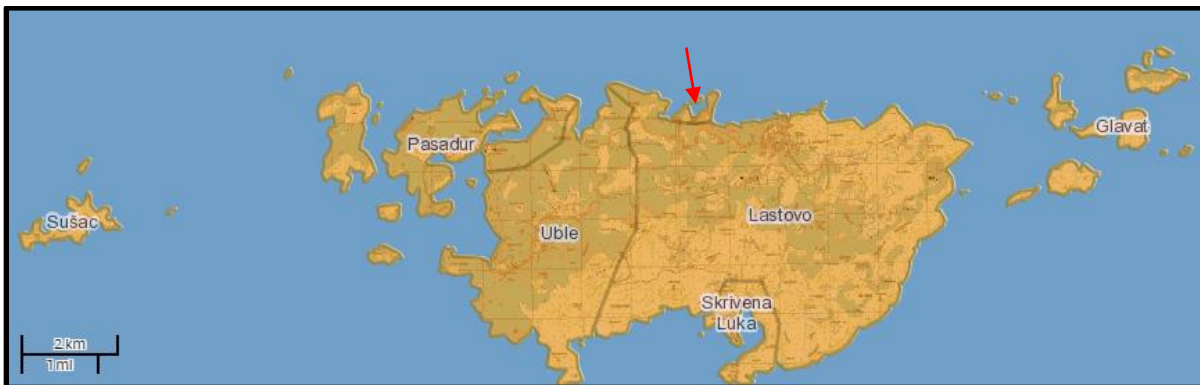 Glavat
Pasadur
Sušac
Lastovo
Uble
Skrivena
Luka
2 km
1 mi